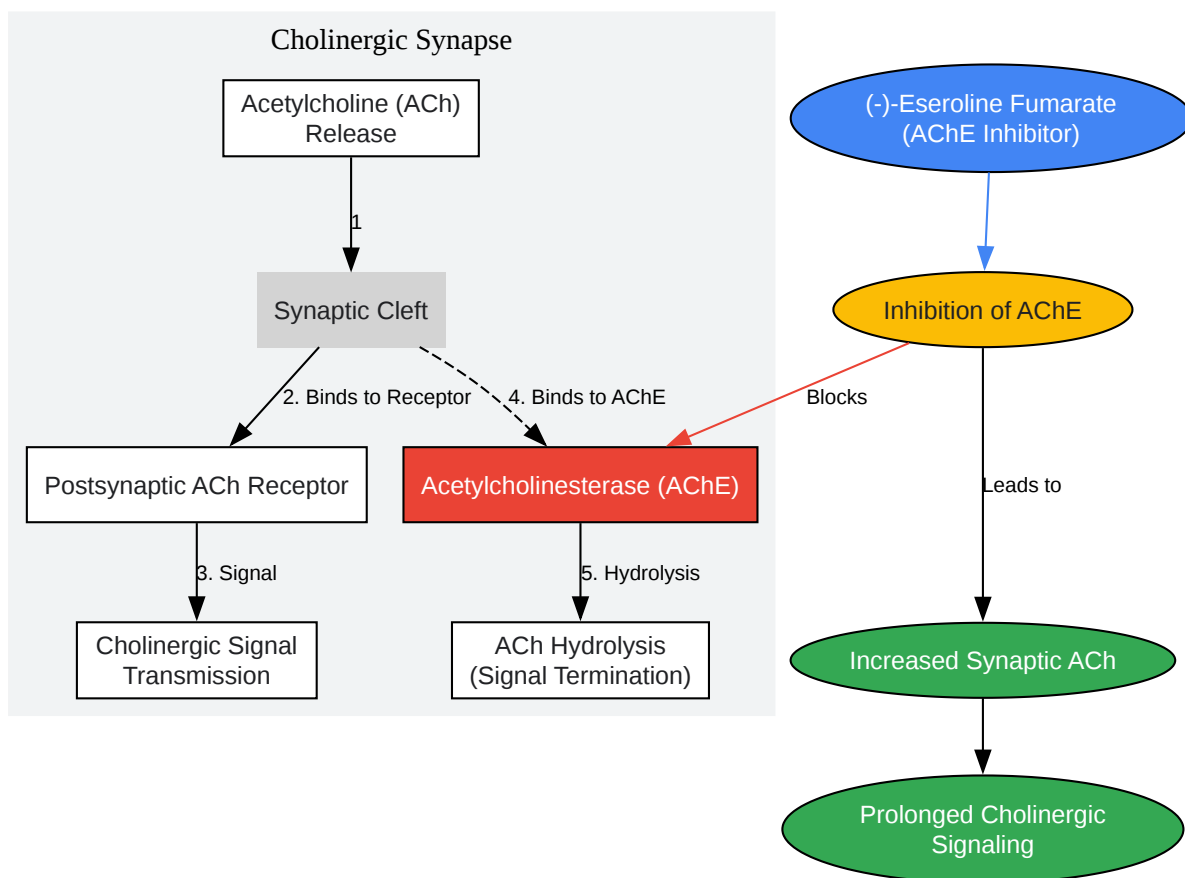 Cholinergic Synapse
Acetylcholine (ACh)
Release
(-)-Eseroline Fumarate
(AChE Inhibitor)
1
Synaptic Cleft
Inhibition of AChE
2. Binds to Receptor
4. Binds to AChE
Blocks
Postsynaptic ACh Receptor
Acetylcholinesterase (AChE)
Leads to
3. Signal
5. Hydrolysis
Cholinergic Signal
Transmission
ACh Hydrolysis
(Signal Termination)
Increased Synaptic ACh
Prolonged Cholinergic
Signaling